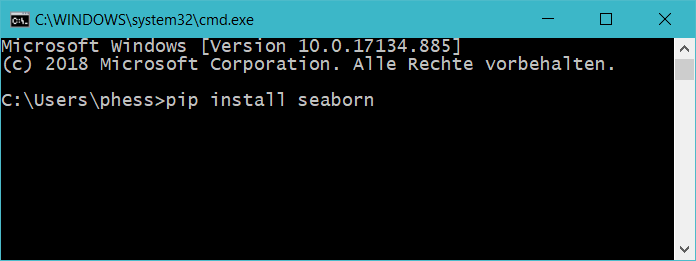 C:\WINDOWS\system32\cmd.exe
Microsoft Windows [Version 10.0.17134.885]
(c) 2018 Microsoft Corporation. Alle Rechte vorbehalten.
C:\Users\phess>pip install seaborn